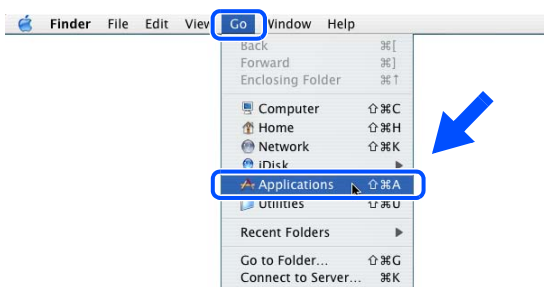 Finder File Edit View Go Window Help
Back ⌘[
Forward ⌘]
Enclosing Folder ⌘↑
Computer ⇧⌘C
Home ⇧⌘H
Network ⇧⌘K
iDisk
Applications ⇧⌘A
Utilities ⇧⌘U
Recent Folders
Go to Folder... ⇧⌘G
Connect to Server... ⌘K